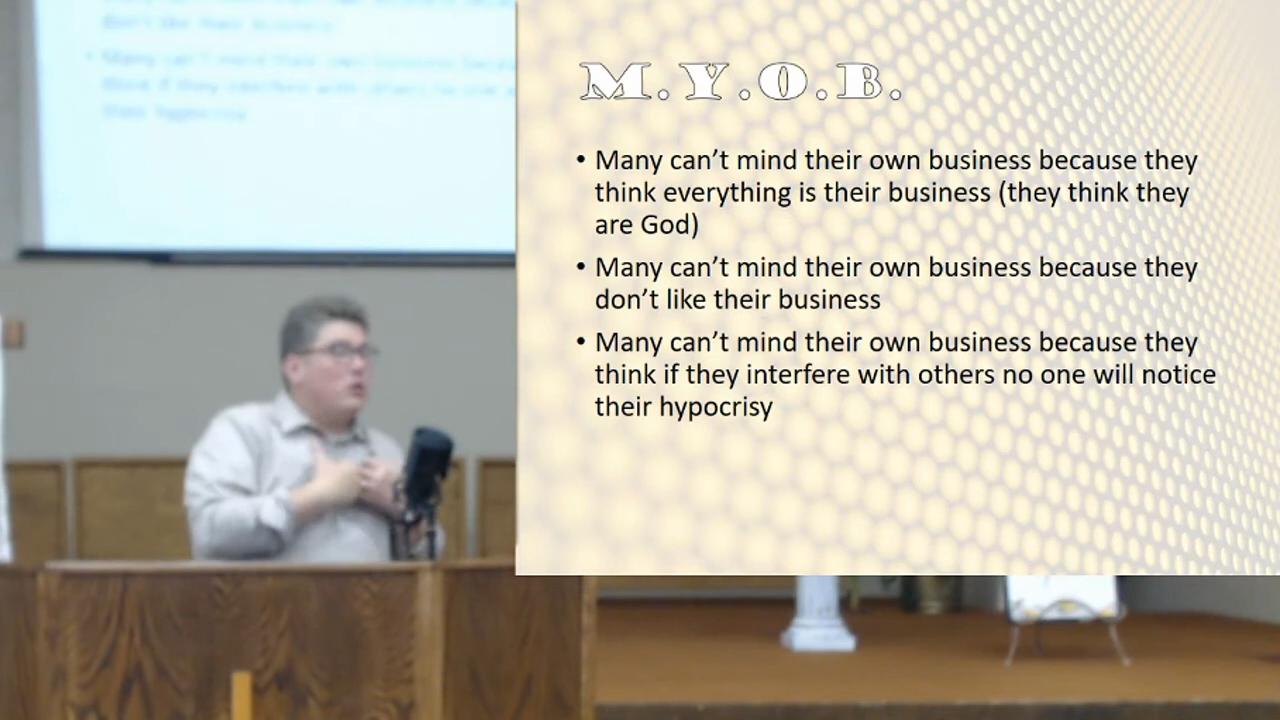 M.Y.O.B.
• Many can't mind their own business because they
think everything is their business (they think they
are God)
• Many can't mind their own business because they
don't like their business
• Many can't mind their own business because they
think if they interfere with others no one will notice
their hypocrisy